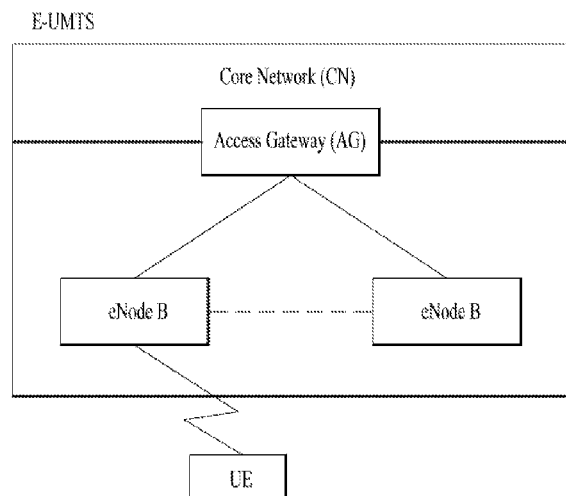 E-UMTS
Core Network (CN)
Access Gateway (AG)
eNode B
eNode B
UE